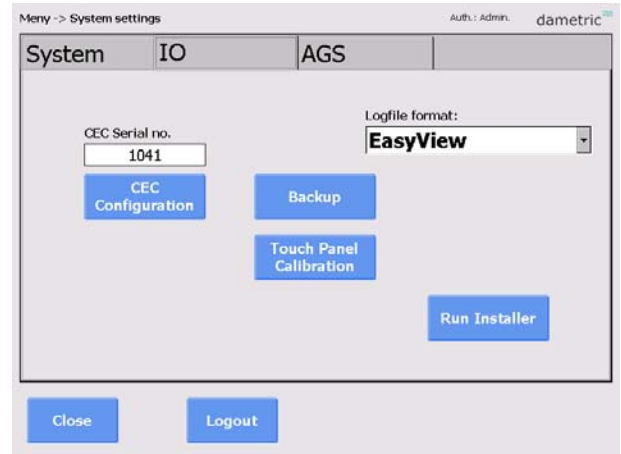 Meny -> System settings
Auth.: Admin.
dametric
System
IO
AGS
CEC Serial no.
1041
Logfile format:
EasyView
CEC
Configuration
Backup
Touch Panel
Calibration
Run Installer
Close
Logout